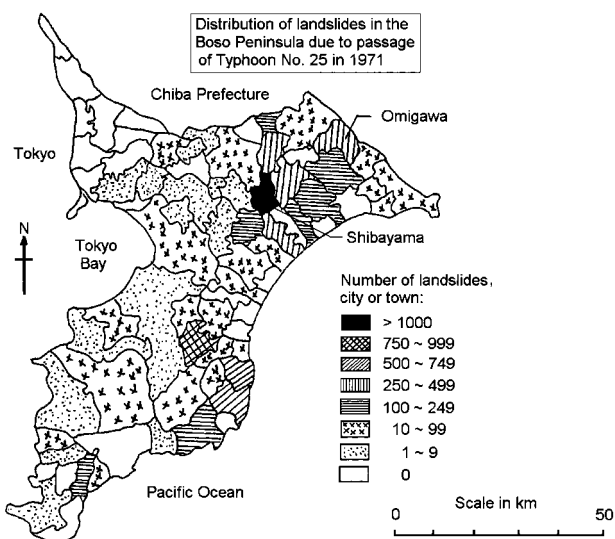 Distribution of landslides in the
Boso Peninsula due to passage
of Typhoon No. 25 in 1971
Chiba Prefecture
Omigawa
Tokyo
N
Tokyo
Bay
Shibayama
Number of landslides,
city or town:
> 1000
750 ~ 999
500 ~ 749
250 ~ 499
100 ~ 249
10 ~ 99
1 ~ 9
0
Pacific Ocean
Scale in km
0 50